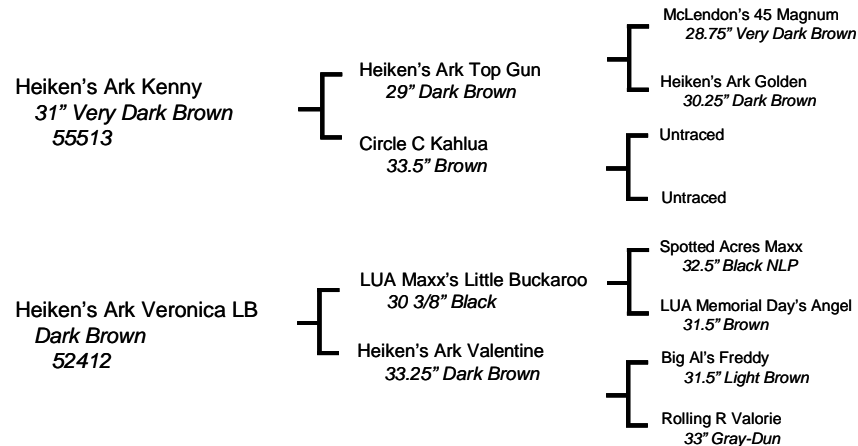 McLendon’s 45 Magnum
28.75” Very Dark Brown
Heiken’s Ark Top Gun
29” Dark Brown
Heiken’s Ark Golden
30.25” Dark Brown
Heiken’s Ark Kenny
31” Very Dark Brown
55513
Circle C Kahlua
33.5” Brown
Untraced
Untraced
Spotted Acres Maxx
32.5” Black NLP
LUA Maxx’s Little Buckaroo
30 3/8” Black
LUA Memorial Day’s Angel
31.5” Brown
Heiken’s Ark Veronica LB
Dark Brown
52412
Heiken’s Ark Valentine
33.25” Dark Brown
Big Al’s Freddy
31.5” Light Brown
Rolling R Valorie
33” Gray-Dun